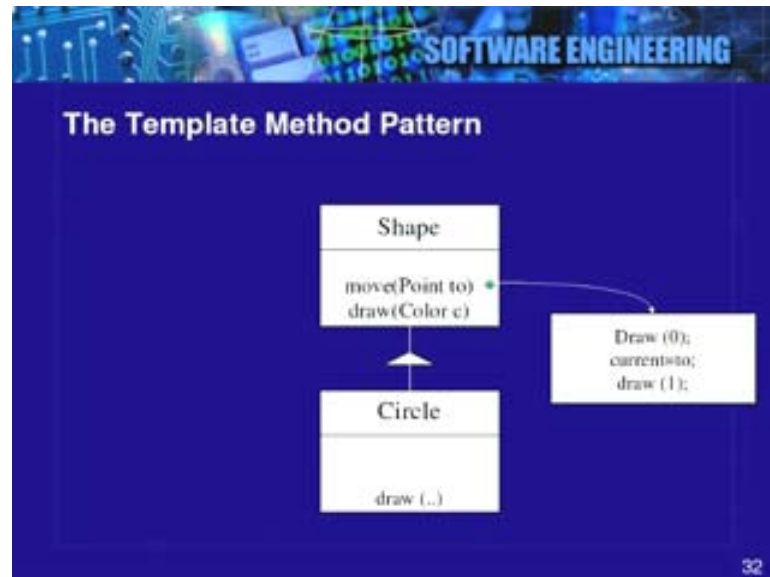 SOFTWARE ENGINEERING
The Template Method Pattern
Shape
move(Point to)
draw(Color c)
Draw (0);
current=to;
draw (1);
Circle
draw (..)
32